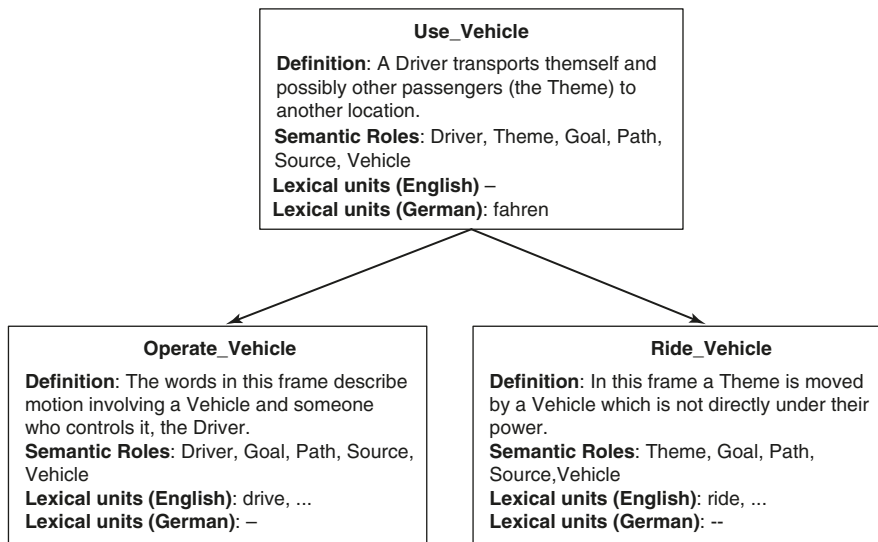 Use_Vehicle
Definition: A Driver transports themself and
possibly other passengers (the Theme) to
another location.
Semantic Roles: Driver, Theme, Goal, Path,
Source, Vehicle
Lexical units (English) –
Lexical units (German): fahren
Operate_Vehicle
Definition: The words in this frame describe
motion involving a Vehicle and someone
who controls it, the Driver.
Semantic Roles: Driver, Goal, Path, Source,
Vehicle
Lexical units (English): drive, ...
Lexical units (German): –
Ride_Vehicle
Definition: In this frame a Theme is moved
by a Vehicle which is not directly under their
power.
Semantic Roles: Theme, Goal, Path,
Source,Vehicle
Lexical units (English): ride, ...
Lexical units (German): --